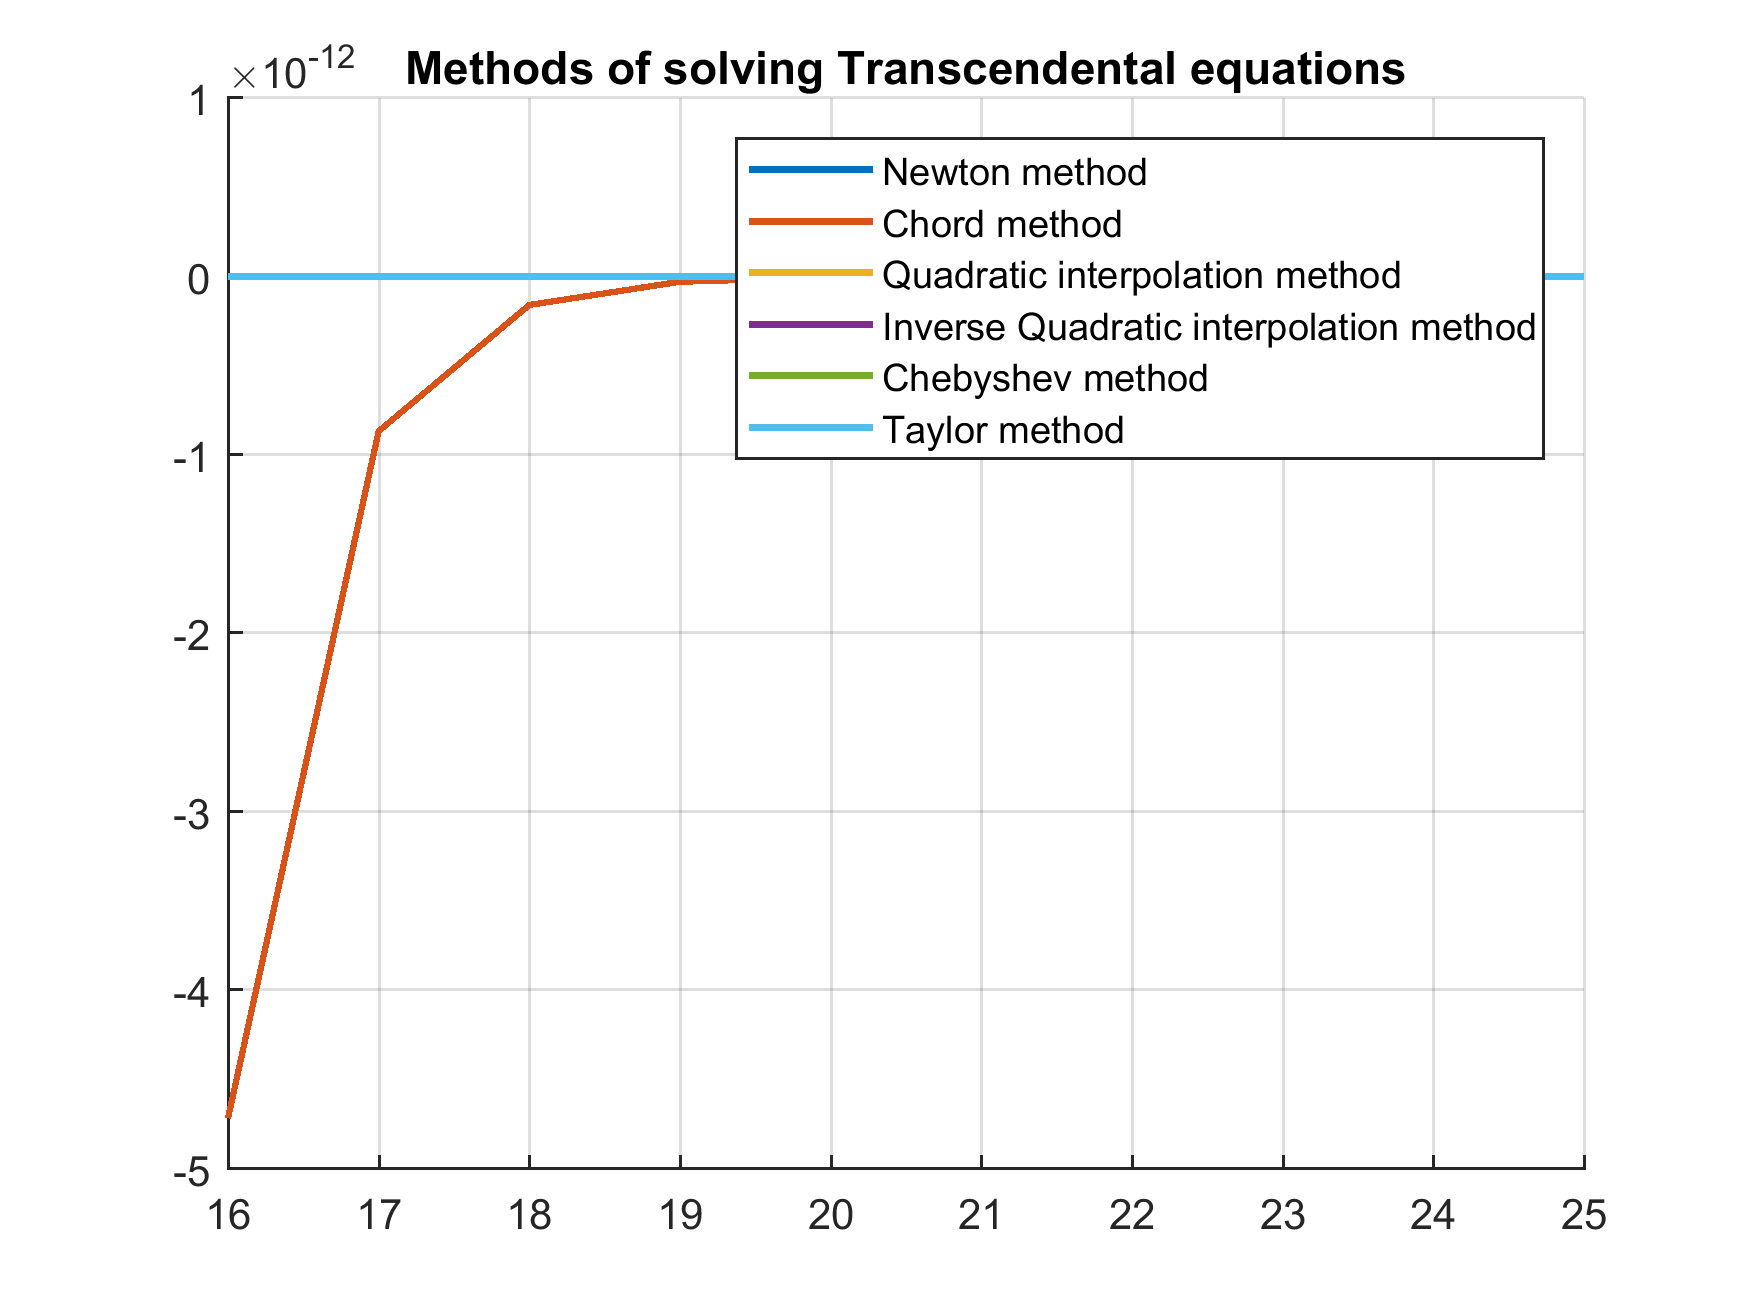 ×10-12
Methods of solving Transcendental equations
1
0
-1
-2
-3
-4
-5
Newton method
Chord method
Quadratic interpolation method
Inverse Quadratic interpolation method
Chebyshev method
Taylor method
16 17 18 19 20 21 22 23 24 25